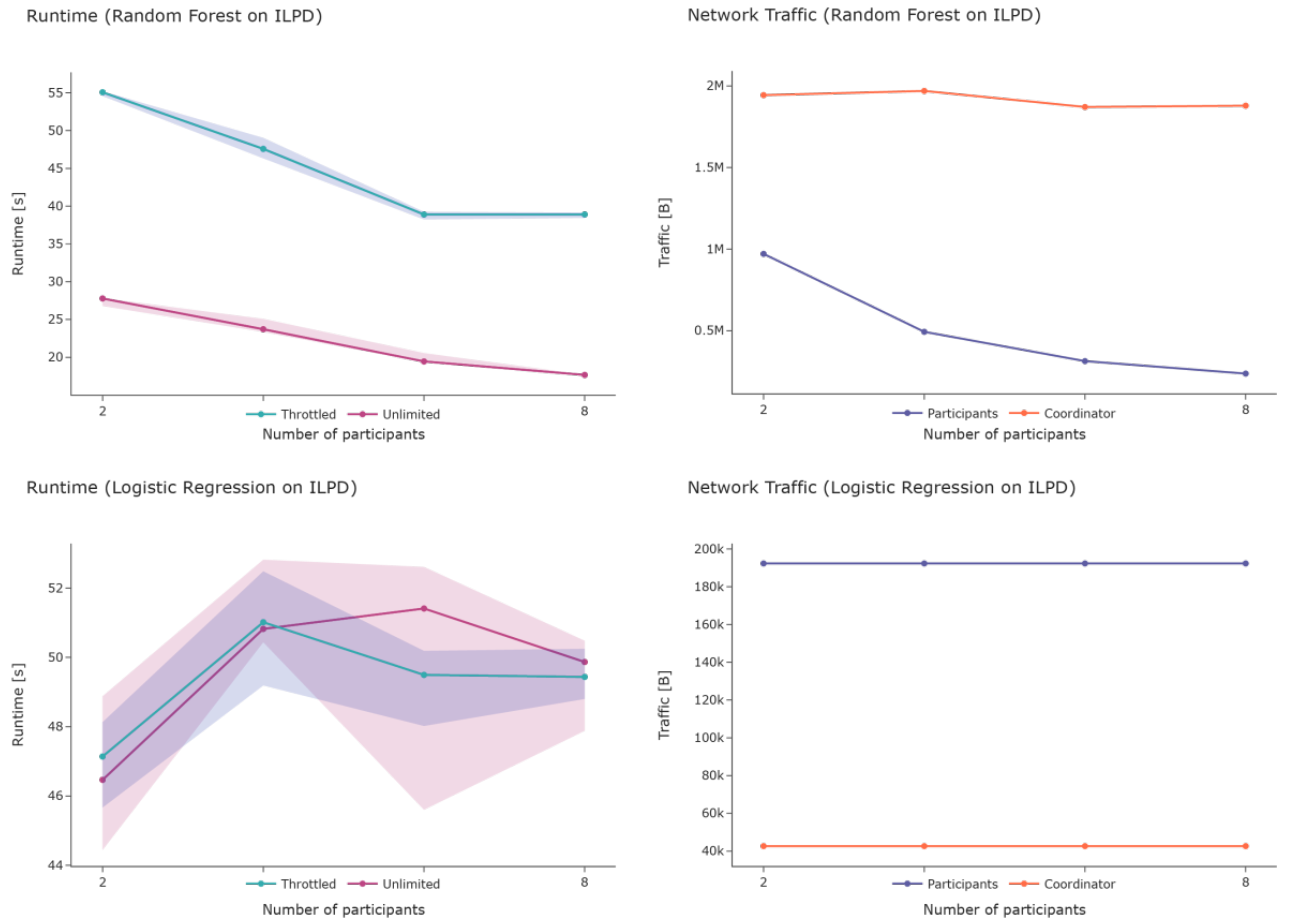 Runtime (Random Forest on ILPD)
55
50
45
40
35
30
25
20
Runtime [s]
2
8
Throttled
Unlimited
Number of participants
Network Traffic (Random Forest on ILPD)
2M
1.5M
1M
0.5M
Traffic [B]
2
8
Participants
Coordinator
Number of participants
Runtime (Logistic Regression on ILPD)
52
50
48
46
44
Runtime [s]
2
8
Throttled
Unlimited
Number of participants
Network Traffic (Logistic Regression on ILPD)
200k
180k
160k
140k
120k
100k
80k
60k
40k
Traffic [B]
2
8
Participants
Coordinator
Number of participants